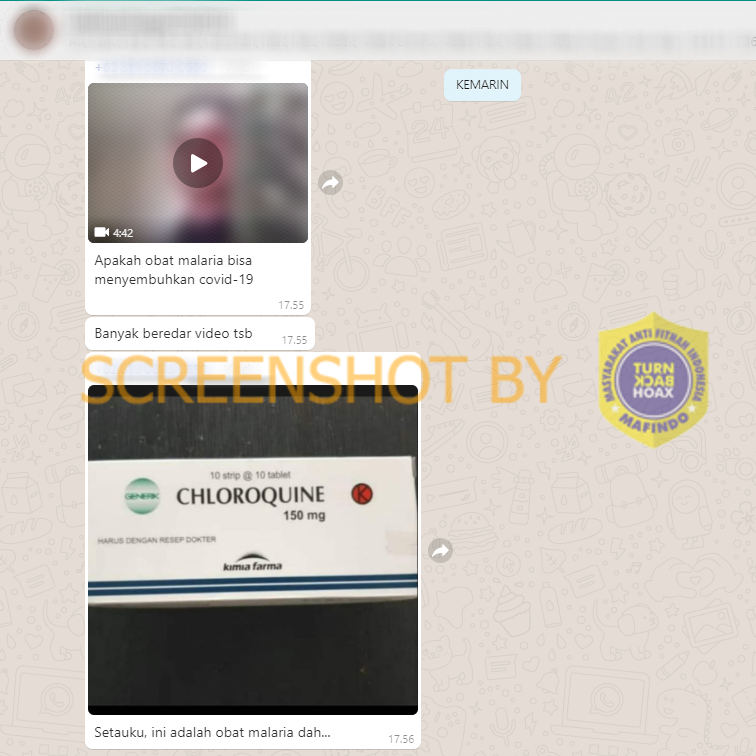 KEMARIN
4:42
Apakah obat malaria bisa
menyembuhkan covid-19
17.55
Banyak beredar video tsb
17.55
SCREENSHOT BY
MASYARAKAT ANTI FITNAH INDONESIA
TURN
BACK
HOAX
MAFINDO
10 strip @ 10 tablet
GENERIK
CHLOROQUINE
K
150 mg
HARUS DENGAN RESEP DOKTER
kimia farma
Setauku, ini adalah obat malaria dah...
17.56